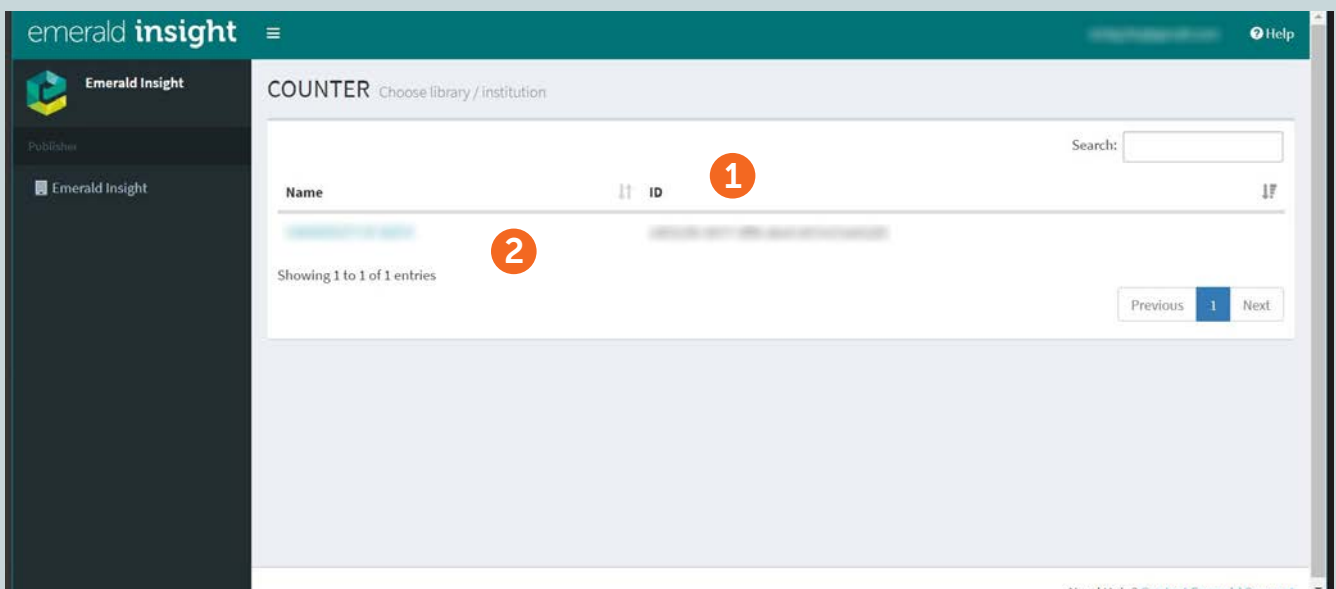 emerald insight
Help
Emerald Insight
COUNTER Choose library / institution
Publisher
Search:
Emerald Insight
1
Name ID
2
Showing 1 to 1 of 1 entries
Previous 1 Next